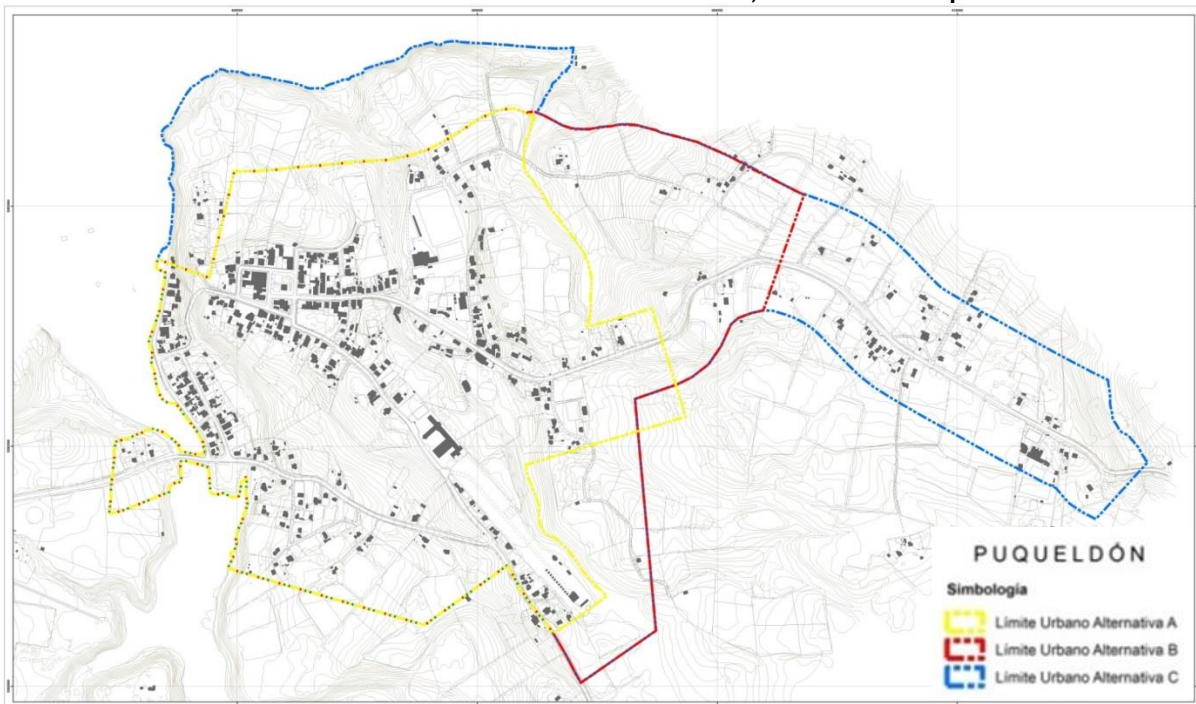 PUQUELDÓN
Simbología
Límite Urbano Alternativa A
Límite Urbano Alternativa B
Límite Urbano Alternativa C